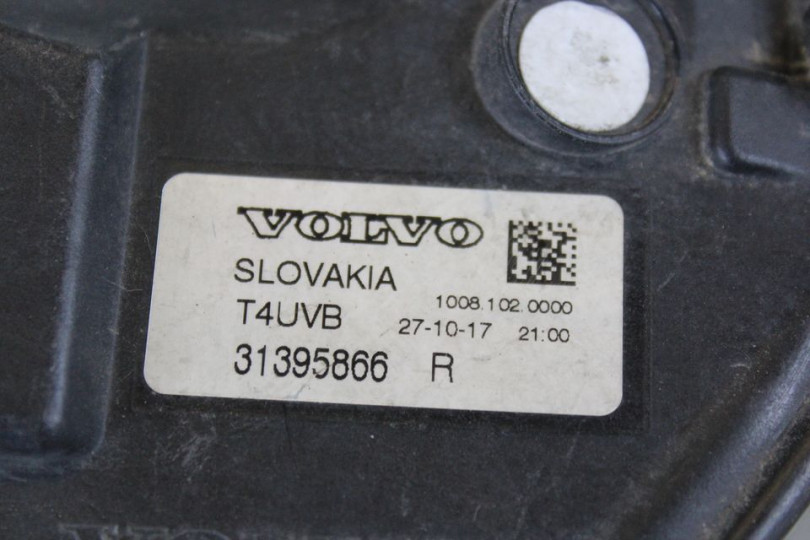 VOLVO
SLOVAKIA
1008.102.0000
T4UVB
27-10-17 21:00
31395866 R